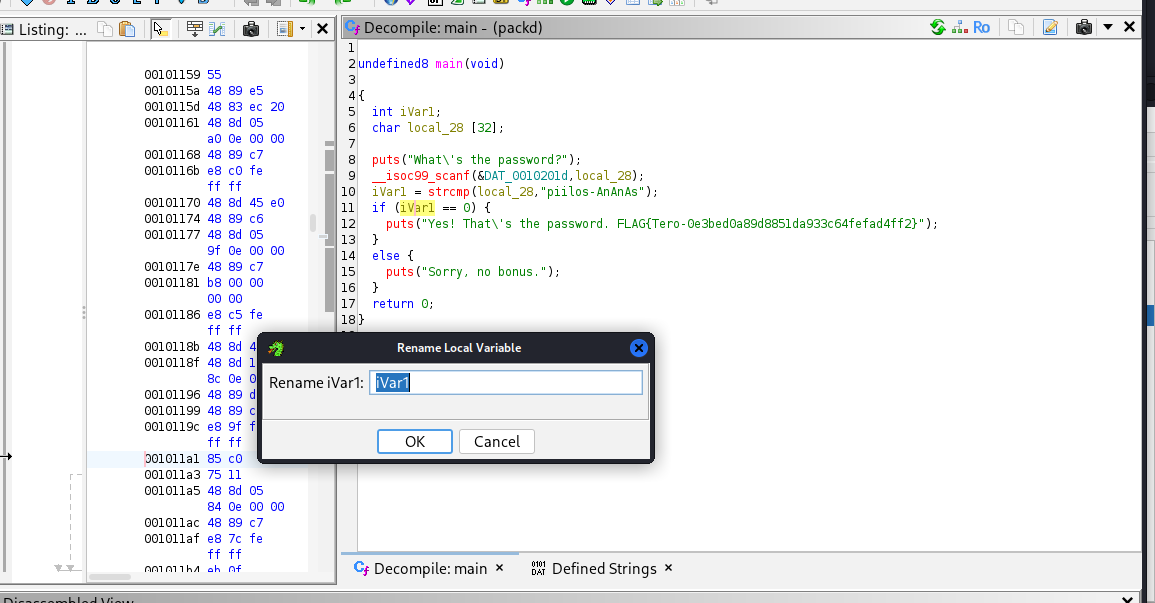 Listing: ...
Decompile: main - (packd)
Ro
00101159 55
0010115a 48 89 e5
0010115d 48 83 ec 20
00101161 48 8d 05
a0 0e 00 00
00101168 48 89 c7
0010116b e8 c0 fe
ff ff
00101170 48 8d 45 e0
00101174 48 89 c6
00101177 48 8d 05
9f 0e 00 00
0010117e 48 89 c7
00101181 b8 00 00
00 00
00101186 e8 c5 fe
ff ff
0010118b 48 8d 4
0010118f 48 8d 1
8c 0e 0
00101196 48 89 d
00101199 48 89 c
0010119c e8 9f f
ff ff
001011a1 85 c0
001011a3 75 11
001011a5 48 8d 05
84 0e 00 00
001011ac 48 89 c7
001011af e8 7c fe
ff ff
001011b4 eb 0f
1
2 undefined8 main(void)
3
4 {
5 int iVar1;
6 char local_28 [32];
7
8 puts("What\'s the password?");
9 __isoc99_scanf(&DAT_0010201d,local_28);
10 iVar1 = strcmp(local_28,"piilos-AnAnAs");
11 if (iVar1 == 0) {
12 puts("Yes! That\'s the password. FLAG{Tero-0e3bed0a89d8851da933c64fefad4ff2}");
13 }
14 else {
15 puts("Sorry, no bonus.");
16 }
17 return 0;
18 }
Rename Local Variable
Rename iVar1: iVar1
OK Cancel
Decompile: main × 0101 DAT Defined Strings ×
Disassembled View